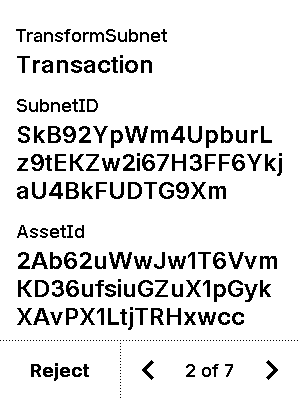 TransformSubnet
Transaction
SubnetID
SkB92YpWm4UpburL
z9tEKZw2i67H3FF6Ykj
aU4BkFUDTG9Xm
AssetId
2Ab62uWwJw1T6Vvm
KD36ufsiuGZuX1pGyk
XAvPX1LtjTRHxwcc
Reject
2 of 7